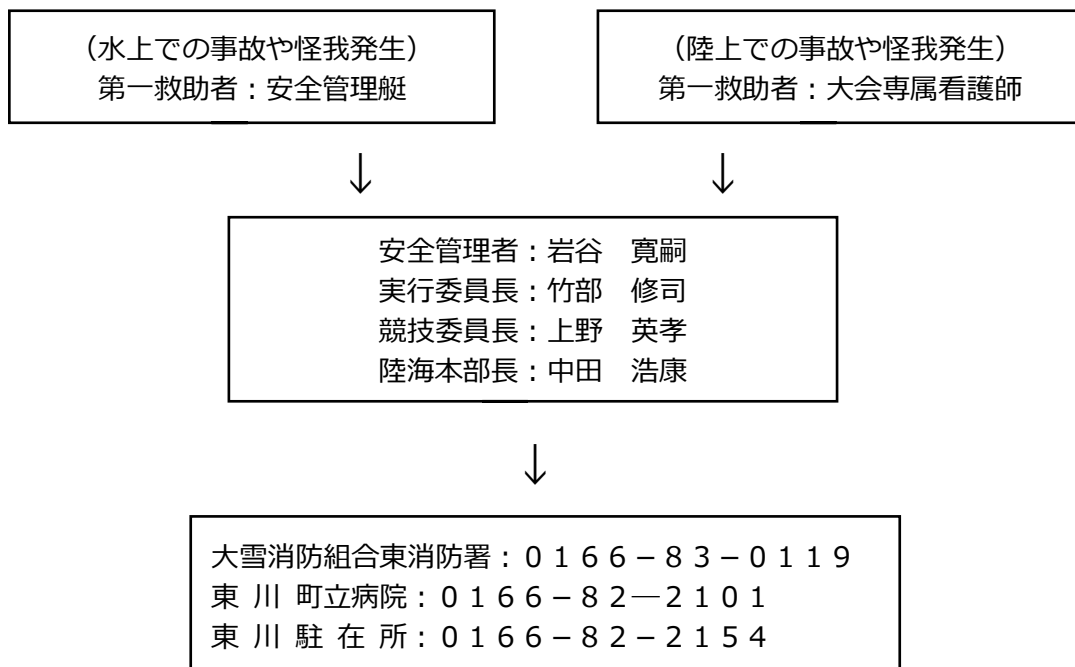 （水上での事故や怪我発生）
第一救助者：安全管理艇
（陸上での事故や怪我発生）
第一救助者：大会専属看護師
↓
↓
安全管理者：岩谷　寛嗣
実行委員長：竹部　修司
競技委員長：上野　英孝
陸海本部長：中田　浩康
↓
大雪消防組合東消防署：０１６６－８３－０１１９
東 川 町立病院：０１６６－８２―２１０１
東 川 駐 在 所：０１６６－８２－２１５４